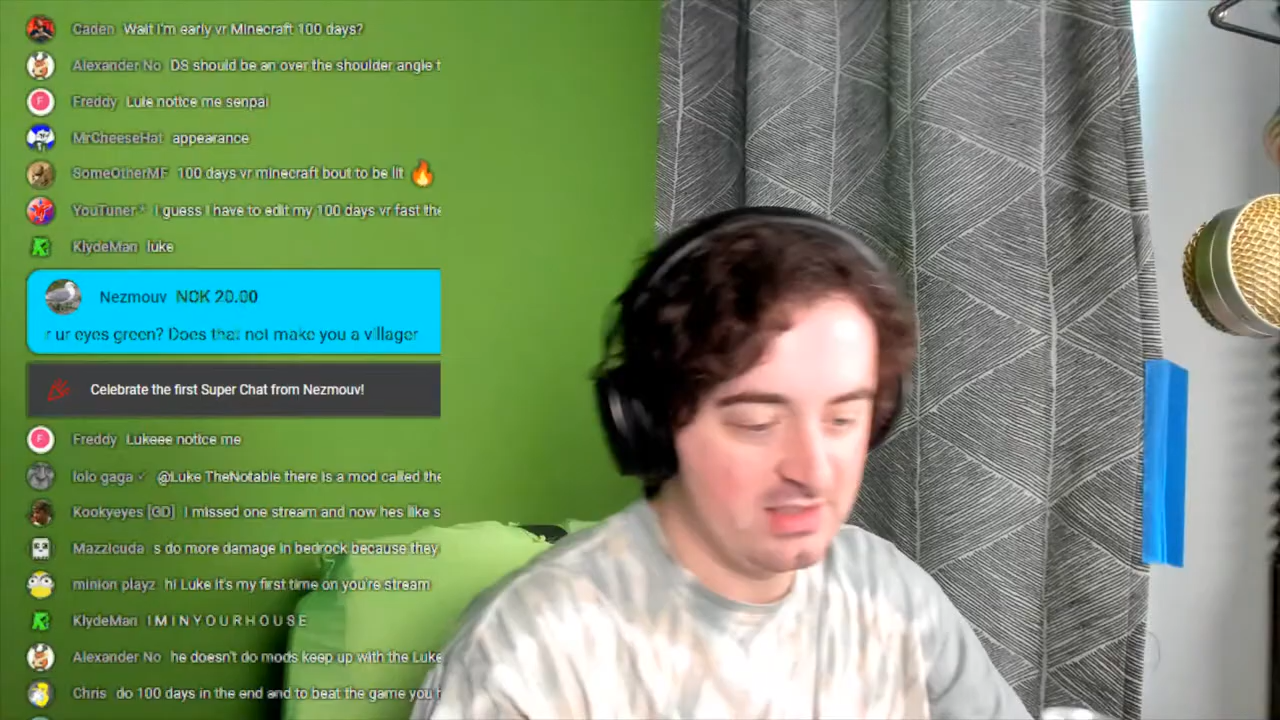 Caden Wait I'm early vr Minecraft 100 days?
Alexander No DS should be an over the shoulder angle t
Freddy Lule notice me senpai
MrCheeseHat appearance
SomeOtherMF 100 days vr minecraft bout to be lit 🔥
YouTuner* I guess I have to edit my 100 days vr fast the
KlydeMan luke
Nezmouv NOK 20.00
r ur eyes green? Does that not make you a villager
Celebrate the first Super Chat from Nezmouv!
Freddy Lukeee notice me
lolo gaga @Luke TheNotable there is a mod called the
Kookyeyes [GD] I missed one stream and now hes like s
Mazzicuda s do more damage in bedrock because they
minion playz hi Luke it's my first time on you're stream
KlydeMan I M I N Y O U R H O U S E
Alexander No he doesn't do mods keep up with the Luke
Chris do 100 days in the end and to beat the game you